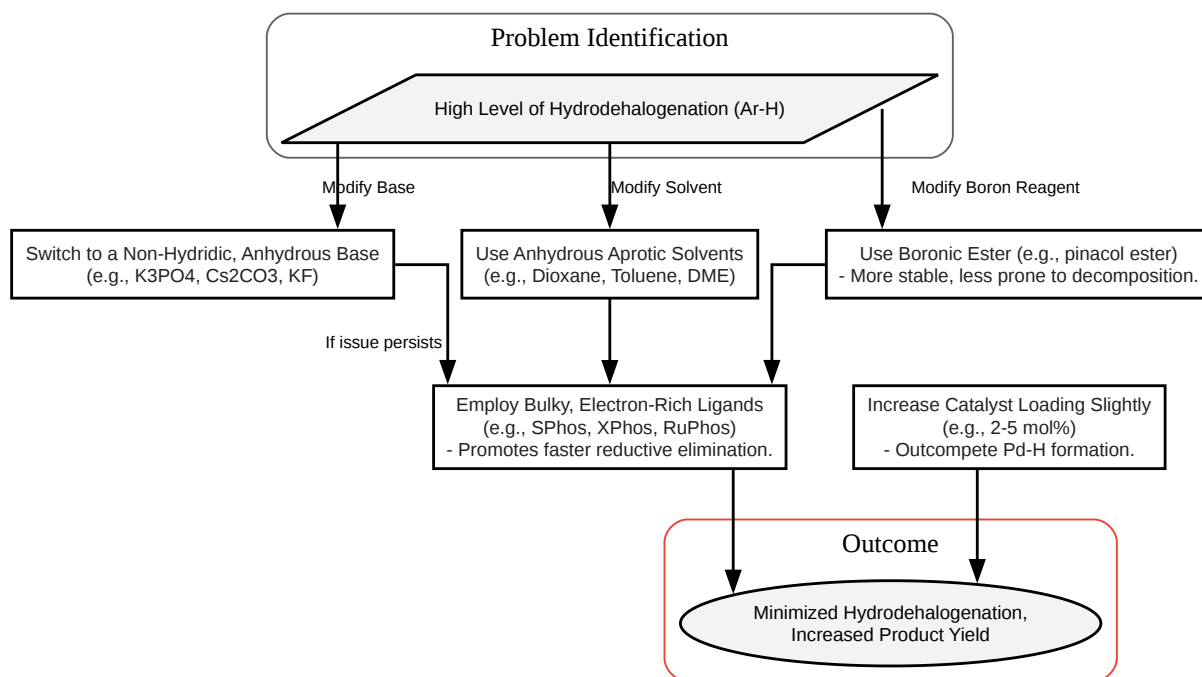 Problem Identification
High Level of Hydrodehalogenation (Ar-H)
Modify Base
Modify Solvent
Modify Boron Reagent
Switch to a Non-Hydridic, Anhydrous Base
(e.g., K3PO4, Cs2CO3, KF)
Use Anhydrous Aprotic Solvents
(e.g., Dioxane, Toluene, DME)
Use Boronic Ester (e.g., pinacol ester)
- More stable, less prone to decomposition.
If issue persists
Employ Bulky, Electron-Rich Ligands
(e.g., SPhos, XPhos, RuPhos)
- Promotes faster reductive elimination.
Increase Catalyst Loading Slightly
(e.g., 2-5 mol%)
- Outcompete Pd-H formation.
Outcome
Minimized Hydrodehalogenation,
Increased Product Yield